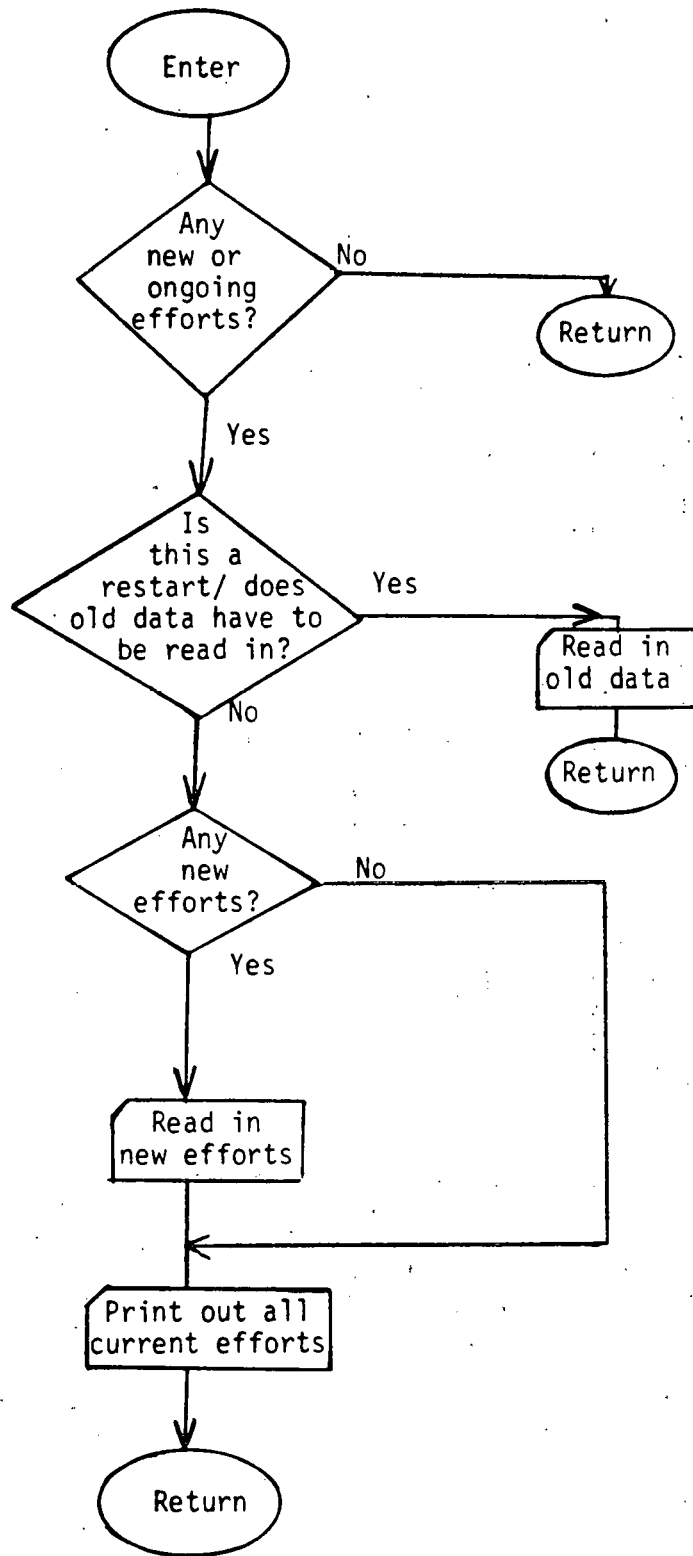 Enter
Any
new or
ongoing
efforts?
No
Return
Yes
Is
this a
restart/ does
old data have to
be read in?
Yes
Read in
old data
Return
No
Any
new
efforts?
No
Yes
Read in
new efforts
Print out all
current efforts
Return